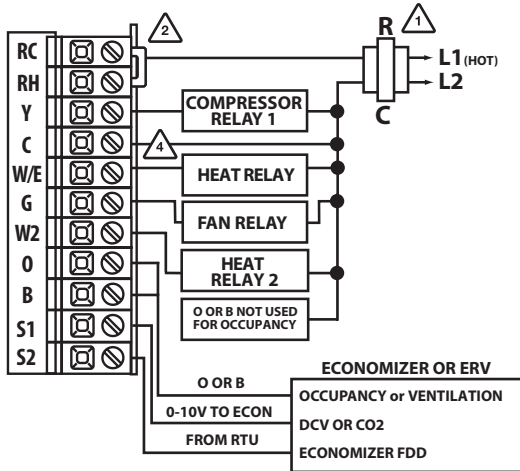 RC
RH
Y
C
W/E
G
W2
O
B
S1
S2
2
4
R
1
L1 (HOT)
L2
C
COMPRESSOR
RELAY 1
HEAT RELAY
FAN RELAY
HEAT
RELAY 2
O OR B NOT USED
FOR OCCUPANCY
ECONOMIZER OR ERV
O OR B
OCCUPANCY or VENTILATION
0-10V TO ECON
DCV OR CO2
FROM RTU
ECONOMIZER FDD